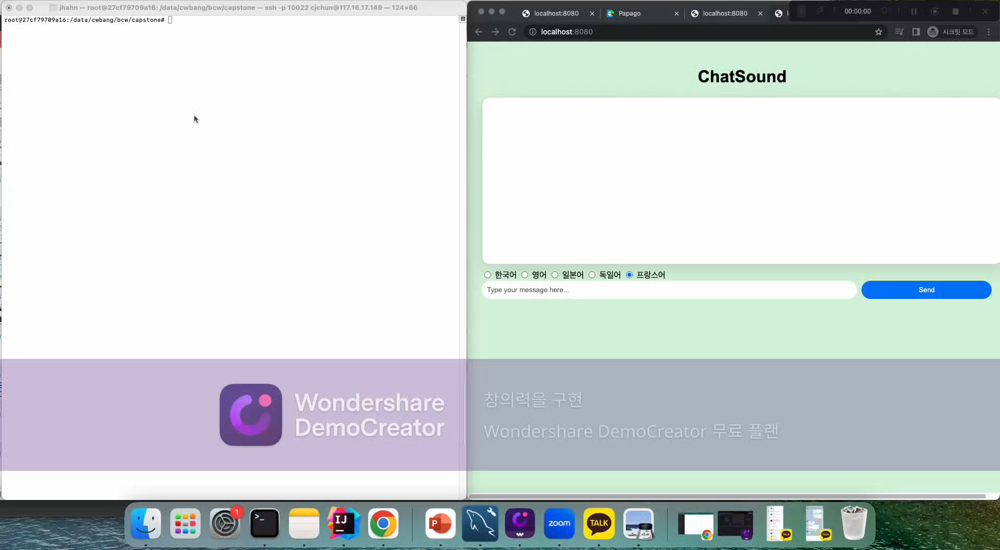 jhahn — root@27cf79709a16: /data/cwbang/bcw/capstone — ssh -p 10022 cjchun@117.16.17.149 — 124×66
root@27cf79709a16:/data/cwbang/bcw/capstone#
localhost:8080
Papago
localhost:8080
00:00:00
localhost:8080
시크릿 모드
ChatSound
한국어 영어 일본어 독일어 프랑스어
Type your message here...
Send
Wondershare
DemoCreator
창의력을 구현
Wondershare DemoCreator 무료 플랜
1
>_
IJ
P
zoom
TALK
TALK
TALK